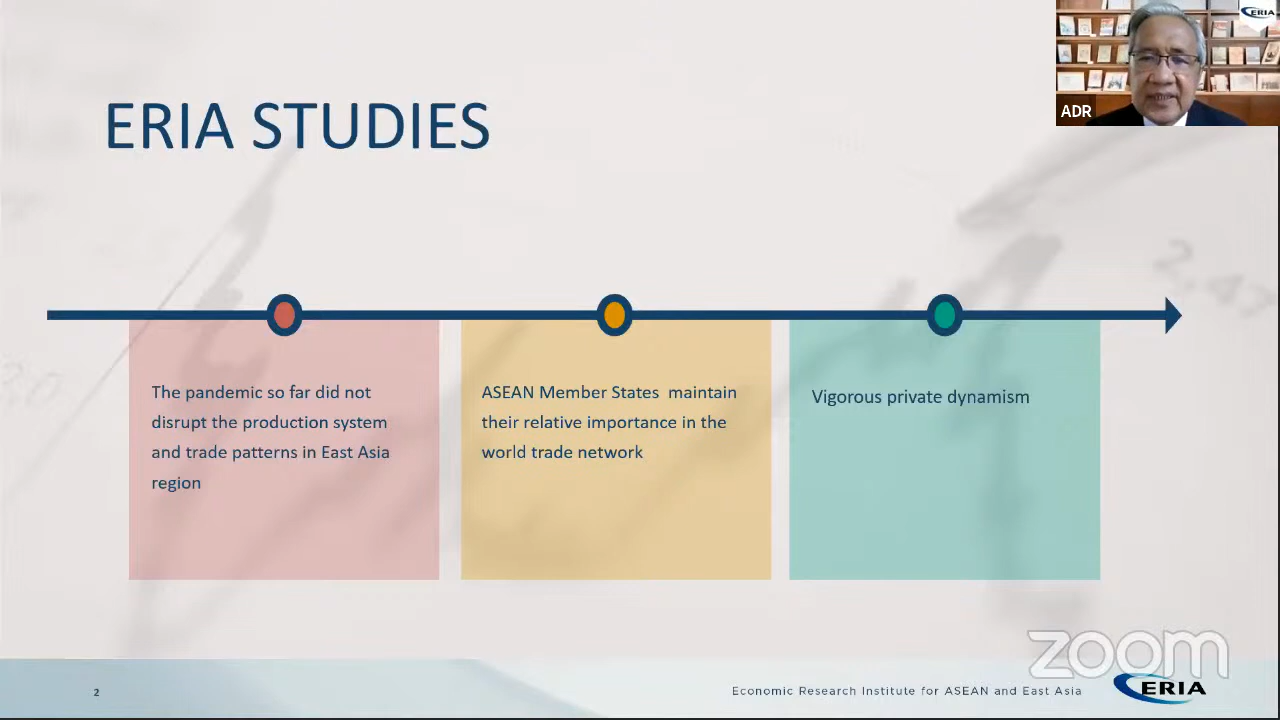 ERIA
ADR
ERIA STUDIES
The pandemic so far did not
disrupt the production system
and trade patterns in East Asia
region
ASEAN Member States maintain
their relative importance in the
world trade network
Vigorous private dynamism
2,47
zoom
2
Economic Research Institute for ASEAN and East Asia
ERIA